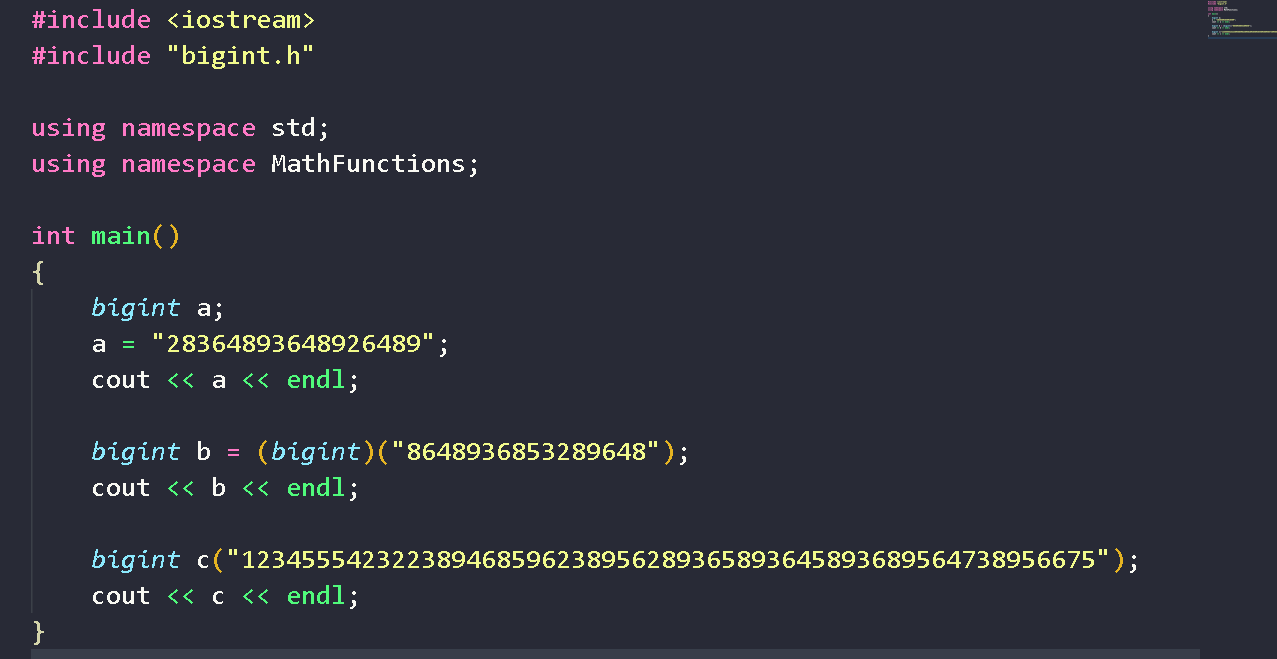 #include <iostream>
#include "bigint.h"
using namespace std;
using namespace MathFunctions;
int main()
{
bigint a;
a = "28364893648926489";
cout << a << endl;
bigint b = (bigint)("8648936853289648");
cout << b << endl;
bigint c("1234555423223894685962389562893658936458936895647389566​75");
cout << c << endl;
}